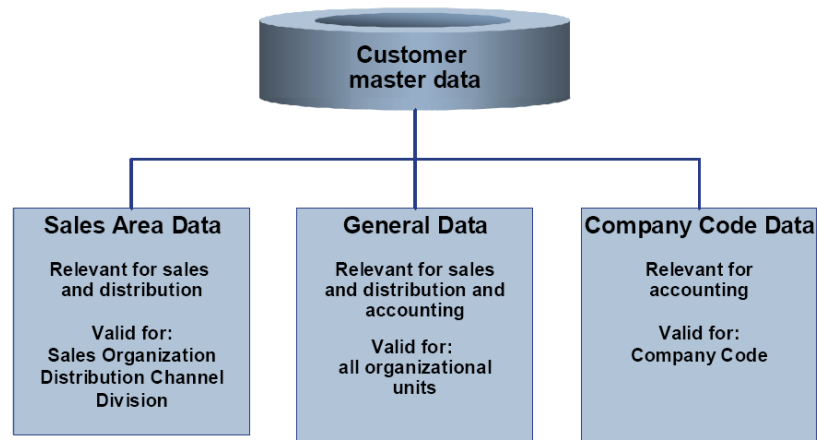 Customer
master data
Sales Area Data
Relevant for sales
and distribution
Valid for:
Sales Organization
Distribution Channel
Division
General Data
Relevant for sales
and distribution and
accounting
Valid for:
all organizational
units
Company Code Data
Relevant for
accounting
Valid for:
Company Code